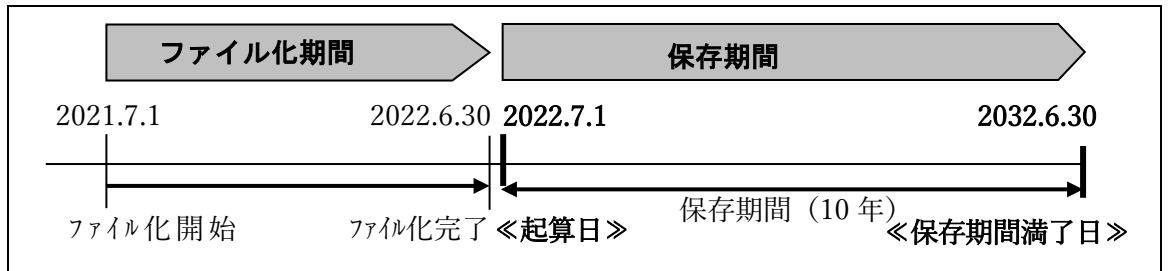 ファイル化期間 保存期間
2021.7.1 2022.6.30 2022.7.1 2032.6.30
保存期間（10 年）
ﾌｧｲﾙ化開始 ﾌｧｲﾙ化完了 ≪起算日≫ ≪保存期間満了日≫